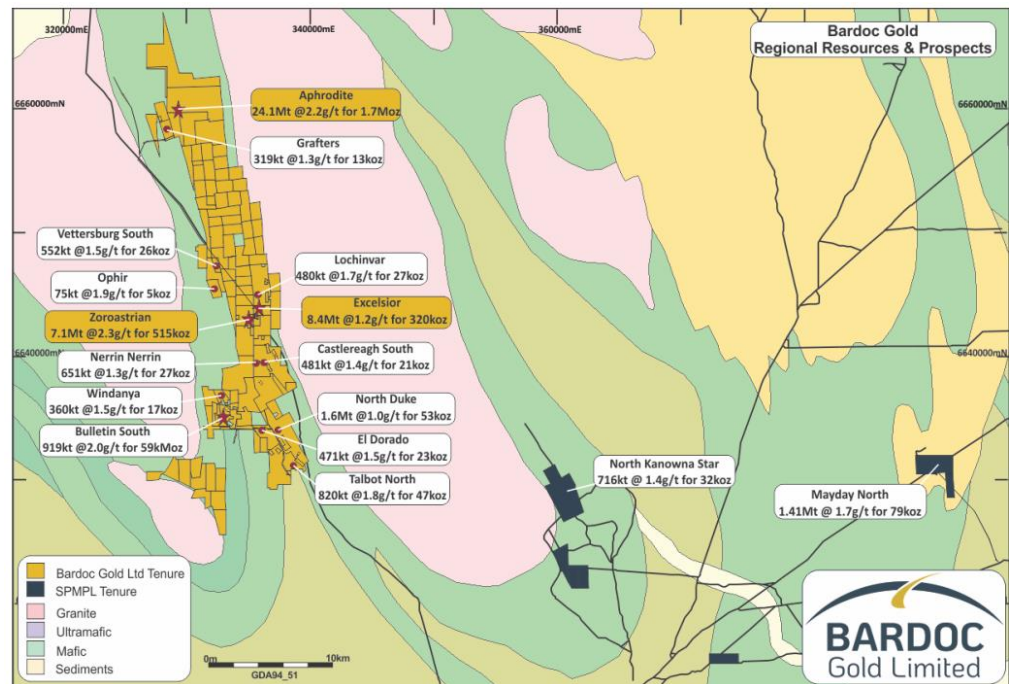 320000mE
340000mE
360000mE
Bardoc Gold
Regional Resources & Prospects
6660000mN
6660000mN
Aphrodite
24.1Mt @2.2g/t for 1.7Moz
Grafters
319kt @1.3g/t for 13koz
Vettersburg South
552kt @1.5g/t for 26koz
Lochinvar
480kt @1.7g/t for 27koz
Ophir
75kt @1.9g/t for 5koz
Excelsior
8.4Mt @1.2g/t for 320koz
Zoroastrian
7.1Mt @2.3g/t for 515koz
6640000mN
6640000mN
Nerrin Nerrin
651kt @1.3g/t for 27koz
Castlereagh South
481kt @1.4g/t for 21koz
Windanya
360kt @1.5g/t for 17koz
North Duke
1.6Mt @1.0g/t for 53koz
Bulletin South
919kt @2.0g/t for 59kMoz
El Dorado
471kt @1.5g/t for 23koz
Talbot North
820kt @1.8g/t for 47koz
North Kanowna Star
716kt @ 1.4g/t for 32koz
Mayday North
1.41Mt @ 1.7g/t for 79koz
Bardoc Gold Ltd Tenure
SPMPL Tenure
Granite
Ultramafic
Mafic
Sediments
0m
10km
GDA94_51
BARDOC
Gold Limited